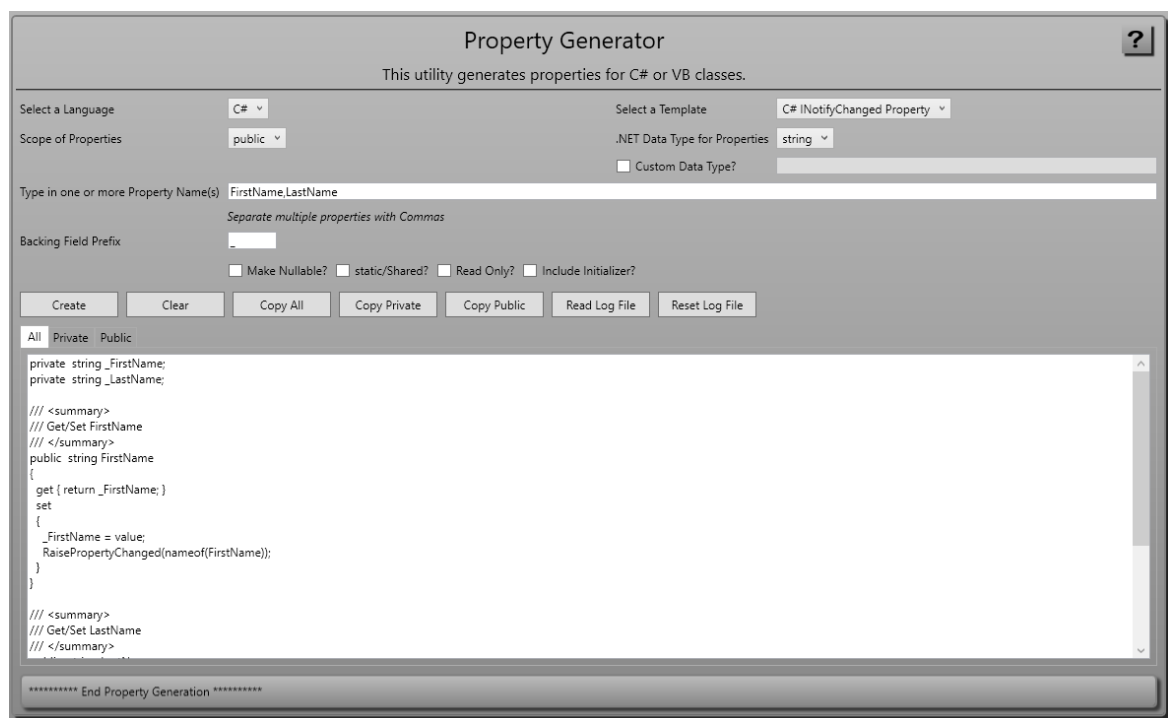 Property Generator
?
This utility generates properties for C# or VB classes.
Select a Language C# Select a Template C# INotifyChanged Property
Scope of Properties public .NET Data Type for Properties string
Custom Data Type?
Type in one or more Property Name(s) FirstName,LastName
Separate multiple properties with Commas
Backing Field Prefix _
Make Nullable? static/Shared? Read Only? Include Initializer?
Create Clear Copy All Copy Private Copy Public Read Log File Reset Log File
All Private Public
private  string _FirstName;
private  string _LastName;
/// <summary>
/// Get/Set FirstName
/// </summary>
public  string FirstName
{
  get { return _FirstName; }
  set
  {
    _FirstName = value;
    RaisePropertyChanged(nameof(FirstName));
  }
}
/// <summary>
/// Get/Set LastName
/// </summary>
********** End Property Generation **********